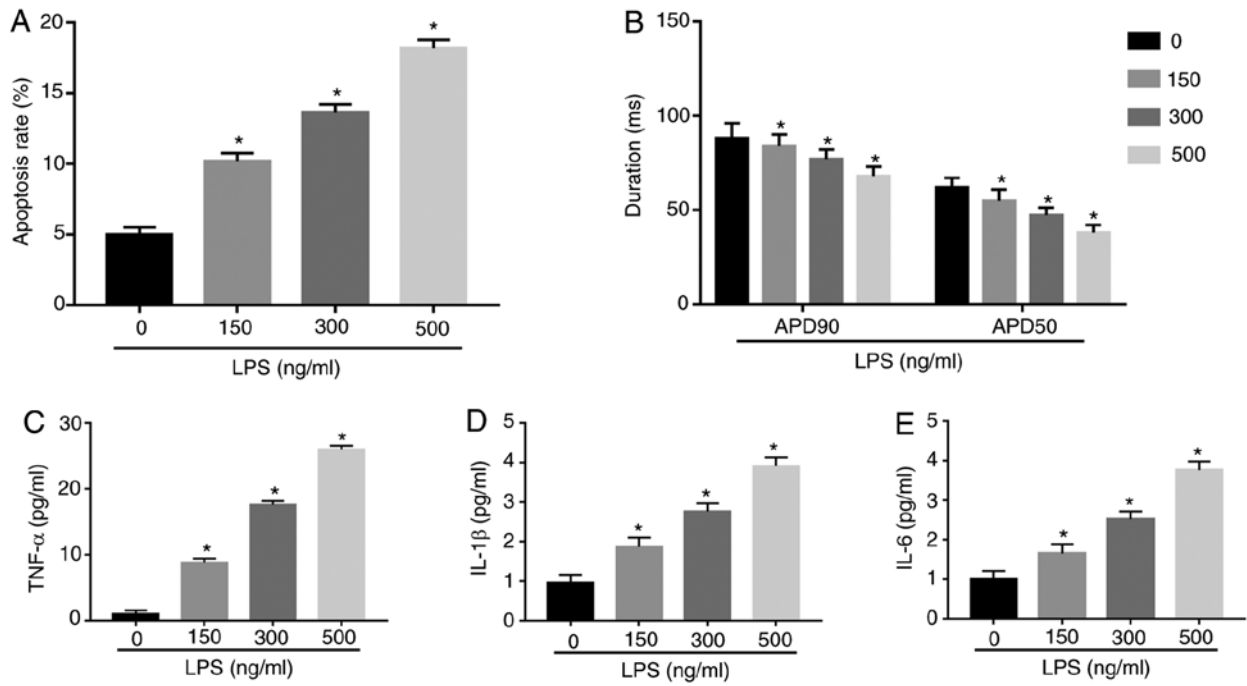 A
20
15
10
5
0
Apoptosis rate (%)
*
*
*
0 150 300 500
LPS (ng/ml)
B
150
100
50
0
Duration (ms)
* * *
* * *
APD90 APD50
LPS (ng/ml)
0
150
300
500
C
30
20
10
0
TNF-α (pg/ml)
*
*
*
0 150 300 500
LPS (ng/ml)
D
5
4
3
2
1
0
IL-1β (pg/ml)
*
*
*
0 150 300 500
LPS (ng/ml)
E
5
4
3
2
1
0
IL-6 (pg/ml)
*
*
*
0 150 300 500
LPS (ng/ml)